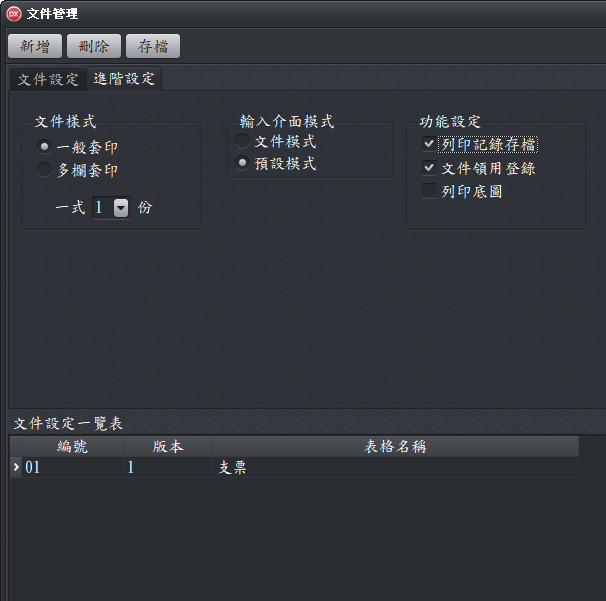 DX 文件管理
新增 刪除 存檔
文件設定 進階設定
文件樣式
一般套印
多欄套印
一式 1 份
輸入介面模式
文件模式
預設模式
功能設定
列印記錄存檔
文件領用登錄
列印底圖
文件設定一覽表
編號 版本 表格名稱
01 1 支票